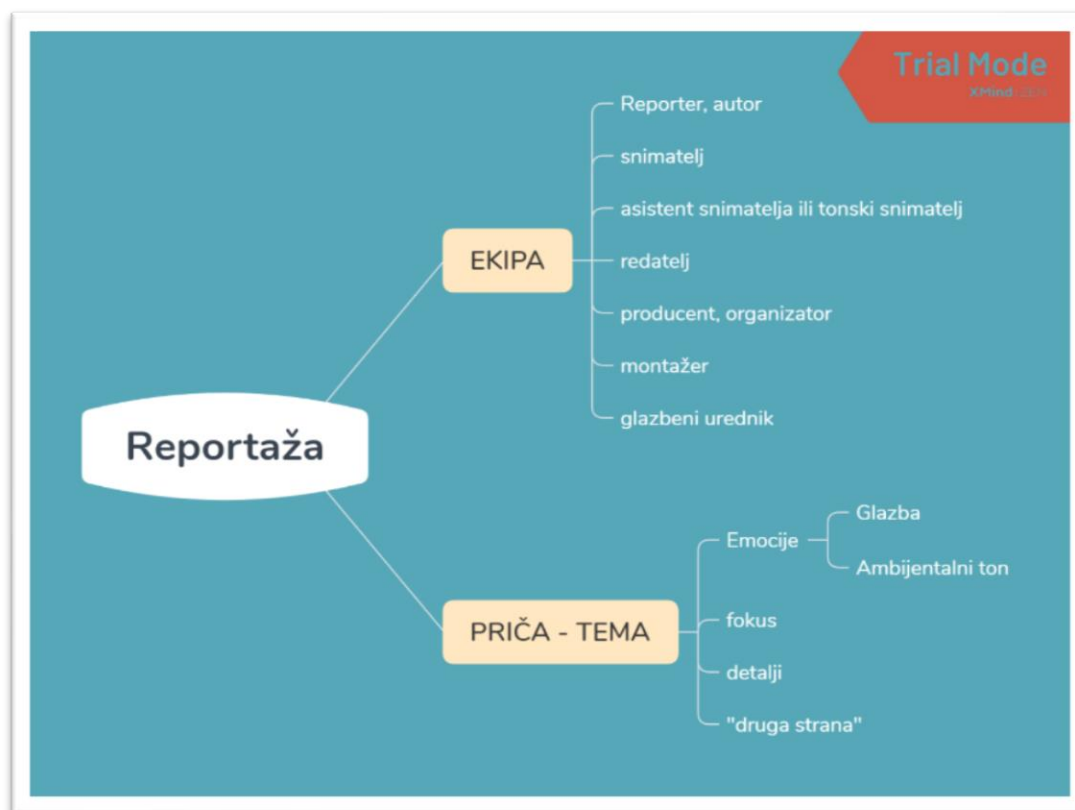 Trial Mode
XMind:ZEN
Reporter, autor
snimatelj
asistent snimatelja ili tonski snimatelj
EKIPA
redatelj
producent, organizator
montažer
glazbeni urednik
Reportaža
Glazba
Emocije
Ambijentalni ton
PRIČA - TEMA
fokus
detalji
"druga strana"